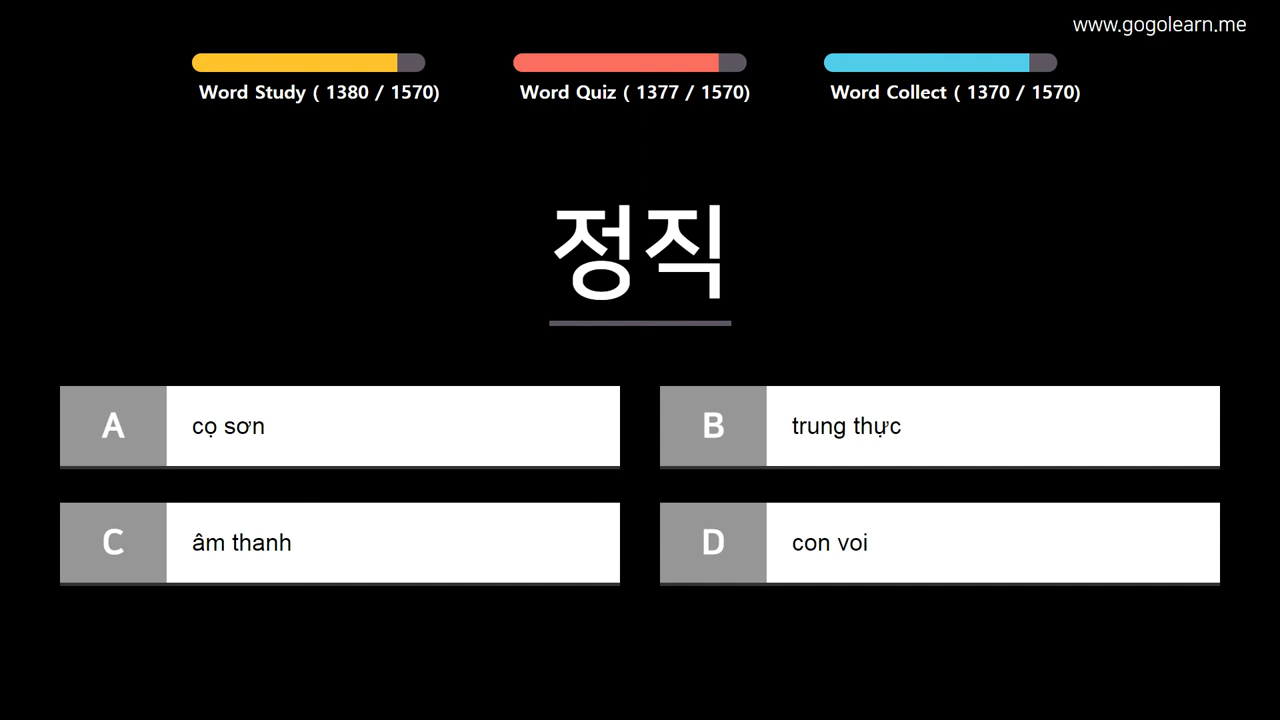 www.gogolearn.me
Word Study ( 1380 / 1570)
Word Quiz ( 1377 / 1570)
Word Collect ( 1370 / 1570)
정직
A
cọ sơn
B
trung thực
C
âm thanh
D
con voi